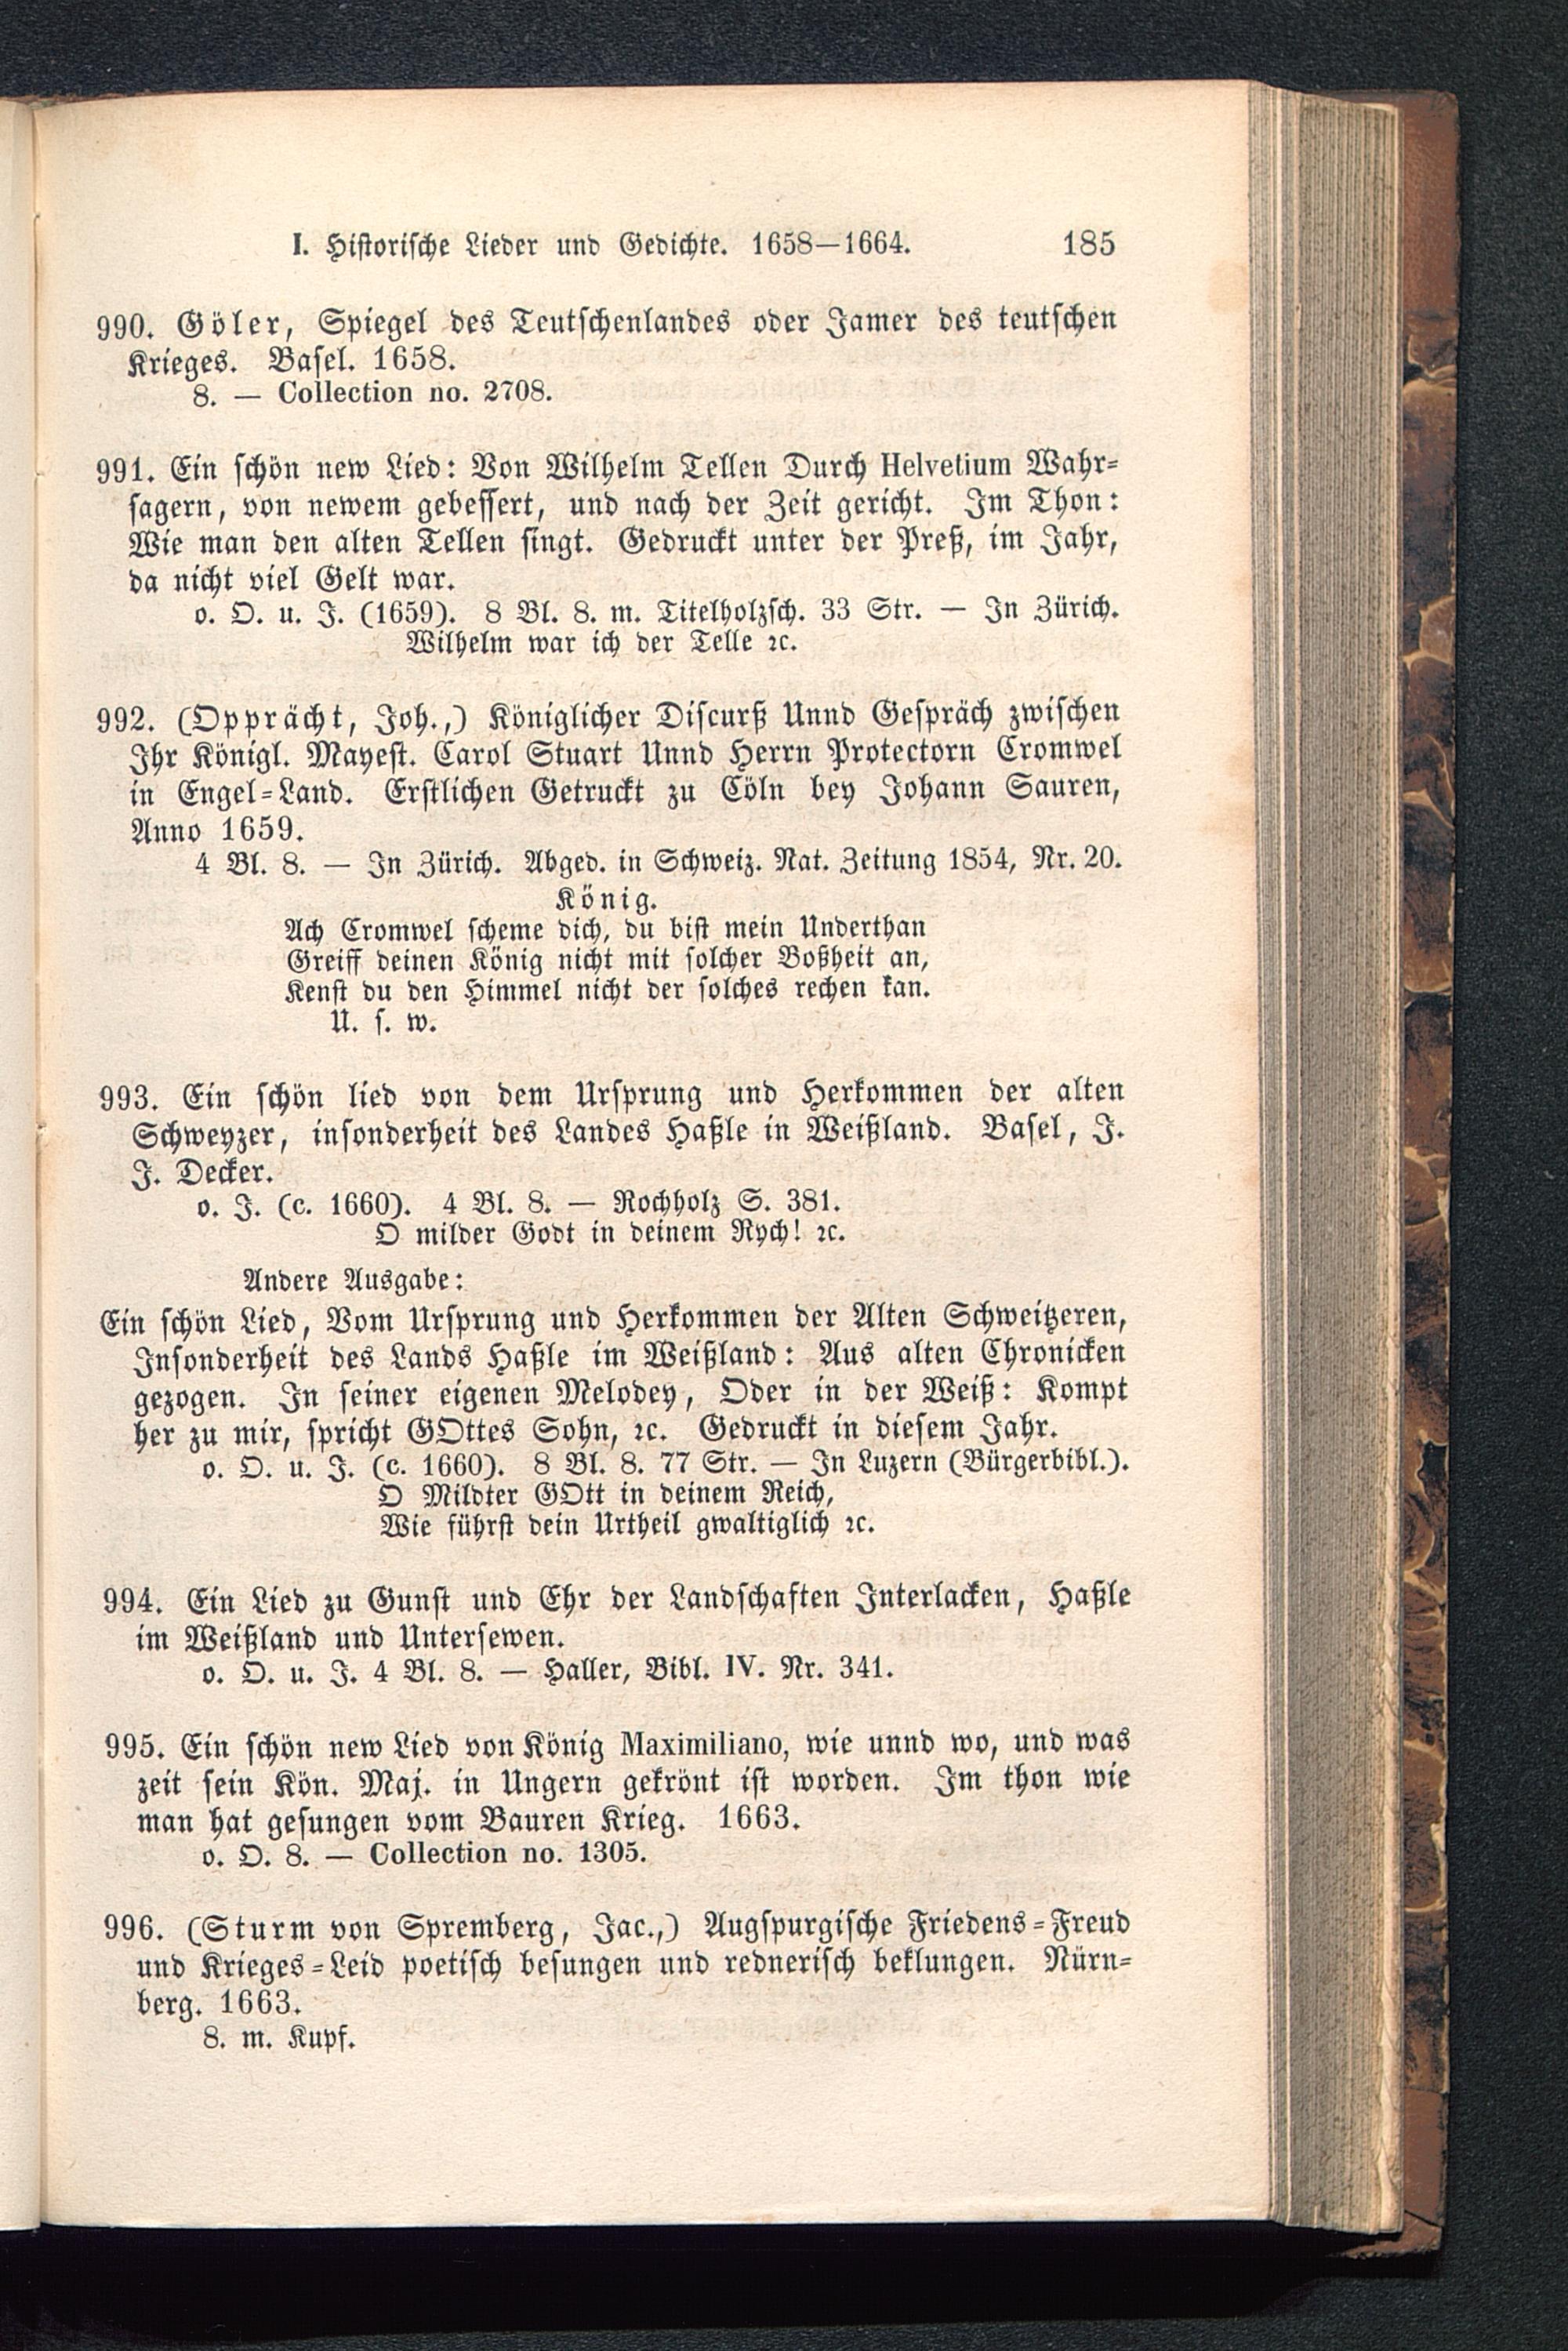 I. Historische Lieder und Gedichte. 1658—1664. 185
990. Göler, Spiegel des Teutschenlandes oder Jamer des teutschen
Krieges. Basel. 1658.
8. — Collection no. 2708.
991. Ein schön new Lied: Von Wilhelm Tellen Durch Helvetium Wahr-
sagern, von newem gebessert, und nach der Zeit gericht. Im Thon:
Wie man den alten Tellen singt. Gedruckt unter der Preß, im Jahr,
da nicht viel Gelt war.
o. O. u. J. (1659). 8 Bl. 8. m. Titelholzsch. 33 Str. — In Zürich.
Wilhelm war ich der Telle ꝛc.
992. (Opprächt, Joh.,) Königlicher Discurß Unnd Gespräch zwischen
Ihr Königl. Mayest. Carol Stuart Unnd Herrn Protectorn Cromwel
in Engel-Land. Erstlichen Getruckt zu Cöln bey Johann Sauren,
Anno 1659.
4 Bl. 8. — In Zürich. Abged. in Schweiz. Nat. Zeitung 1854, Nr. 20.
König.
Ach Cromwel scheme dich, du bist mein Underthan
Greiff deinen König nicht mit solcher Boßheit an,
Kenst du den Himmel nicht der solches rechen kan.
U. s. w.
993. Ein schön lied von dem Ursprung und Herkommen der alten
Schweyzer, insonderheit des Landes Haßle in Weißland. Basel, J.
J. Decker.
o. J. (c. 1660). 4 Bl. 8. — Rochholz S. 381.
O milder Godt in deinem Rych! ꝛc.
Andere Ausgabe:
Ein schön Lied, Vom Ursprung und Herkommen der Alten Schweitzeren,
Insonderheit des Lands Haßle im Weißland: Aus alten Chronicken
gezogen. In seiner eigenen Melodey, Oder in der Weiß: Kompt
her zu mir, spricht GOttes Sohn, ꝛc. Gedruckt in diesem Jahr.
o. O. u. J. (c. 1660). 8 Bl. 8. 77 Str. — In Luzern (Bürgerbibl.).
O Mildter GOtt in deinem Reich,
Wie führst dein Urtheil gwaltiglich ꝛc.
994. Ein Lied zu Gunst und Ehr der Landschaften Interlacken, Haßle
im Weißland und Untersewen.
o. O. u. J. 4 Bl. 8. — Haller, Bibl. IV. Nr. 341.
995. Ein schön new Lied von König Maximiliano, wie unnd wo, und was
zeit sein Kön. Maj. in Ungern gekrönt ist worden. Im thon wie
man hat gesungen vom Bauren Krieg. 1663.
o. O. 8. — Collection no. 1305.
996. (Sturm von Spremberg, Jac.,) Augspurgische Friedens-Freud
und Krieges-Leid poetisch besungen und rednerisch beklungen. Nürn-
berg. 1663.
8. m. Kupf.